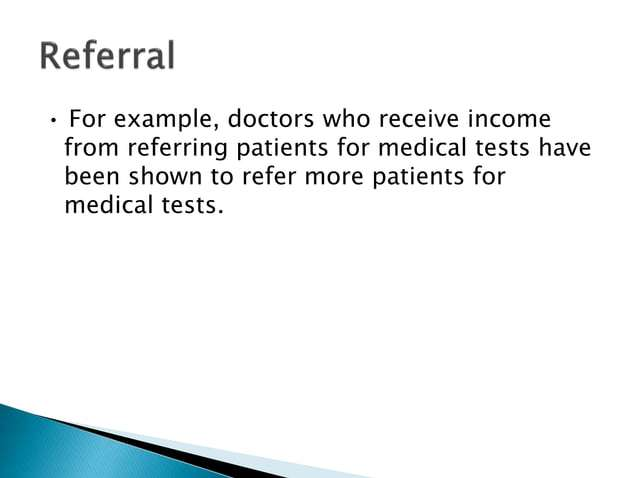 Referral
• For example, doctors who receive income
from referring patients for medical tests have
been shown to refer more patients for
medical tests.